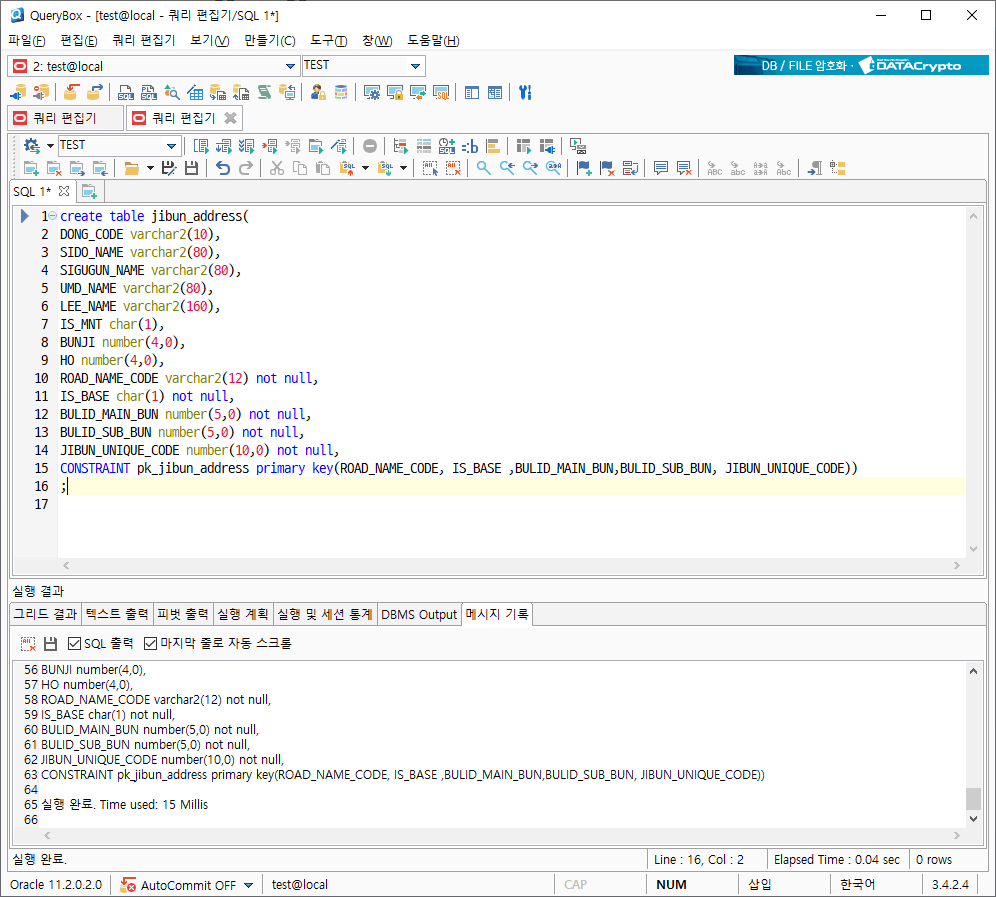 QueryBox - [test@local - 쿼리 편집기/SQL 1*]
파일(F) 편집(E) 쿼리 편집기 보기(V) 만들기(C) 도구(T) 창(W) 도움말(H)
2: test@local TEST
DB / FILE 암호화 · DATACrypto
쿼리 편집기 쿼리 편집기
TEST
SQL 1*
1 create table jibun_address(
2 DONG_CODE varchar2(10),
3 SIDO_NAME varchar2(80),
4 SIGUGUN_NAME varchar2(80),
5 UMD_NAME varchar2(80),
6 LEE_NAME varchar2(160),
7 IS_MNT char(1),
8 BUNJI number(4,0),
9 HO number(4,0),
10 ROAD_NAME_CODE varchar2(12) not null,
11 IS_BASE char(1) not null,
12 BULID_MAIN_BUN number(5,0) not null,
13 BULID_SUB_BUN number(5,0) not null,
14 JIBUN_UNIQUE_CODE number(10,0) not null,
15 CONSTRAINT pk_jibun_address primary key(ROAD_NAME_CODE, IS_BASE ,BULID_MAIN_BUN,BULID_SUB_BUN, JIBUN_UNIQUE_CODE))
16 ;
17
실행 결과
그리드 결과 텍스트 출력 피벗 출력 실행 계획 실행 및 세션 통계 DBMS Output 메시지 기록
SQL 출력 마지막 줄로 자동 스크롤
56 BUNJI number(4,0),
57 HO number(4,0),
58 ROAD_NAME_CODE varchar2(12) not null,
59 IS_BASE char(1) not null,
60 BULID_MAIN_BUN number(5,0) not null,
61 BULID_SUB_BUN number(5,0) not null,
62 JIBUN_UNIQUE_CODE number(10,0) not null,
63 CONSTRAINT pk_jibun_address primary key(ROAD_NAME_CODE, IS_BASE ,BULID_MAIN_BUN,BULID_SUB_BUN, JIBUN_UNIQUE_CODE))
64
65 실행 완료. Time used: 15 Millis
66
실행 완료. Line : 16, Col : 2 Elapsed Time : 0.04 sec 0 rows
Oracle 11.2.0.2.0 AutoCommit OFF test@local CAP NUM 삽입 한국어 3.4.2.4